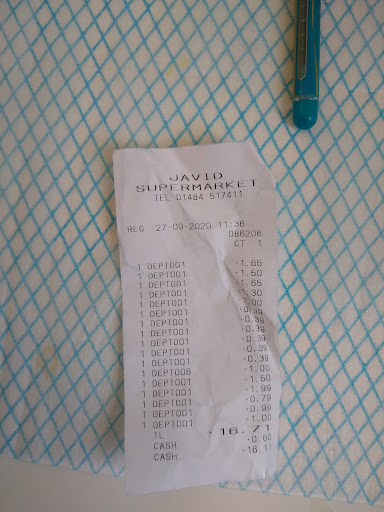 JAVID
SUPERMARKET
TEL 01484 517411
REG 27-09-2020 11:36
086206
CT 1
1 DEPT001 ·1.65
1 DEPT001 ·1.50
1 DEPT001 ·1.65
1 DEPT001 ·1.30
1 DEPT001 ·1.00
1 DEPT001 ·0.39
1 DEPT001 ·0.39
1 DEPT001 ·0.39
1 DEPT001 ·0.39
1 DEPT001 ·0.39
1 DEPT001 ·0.39
1 DEPT006 ·1.00
1 DEPT001 ·1.50
1 DEPT001 ·1.99
1 DEPT001 ·0.79
1 DEPT001 ·0.99
1 DEPT001 ·1.00
TL ·16.71
CASH ·0.60
CASH ·16.11